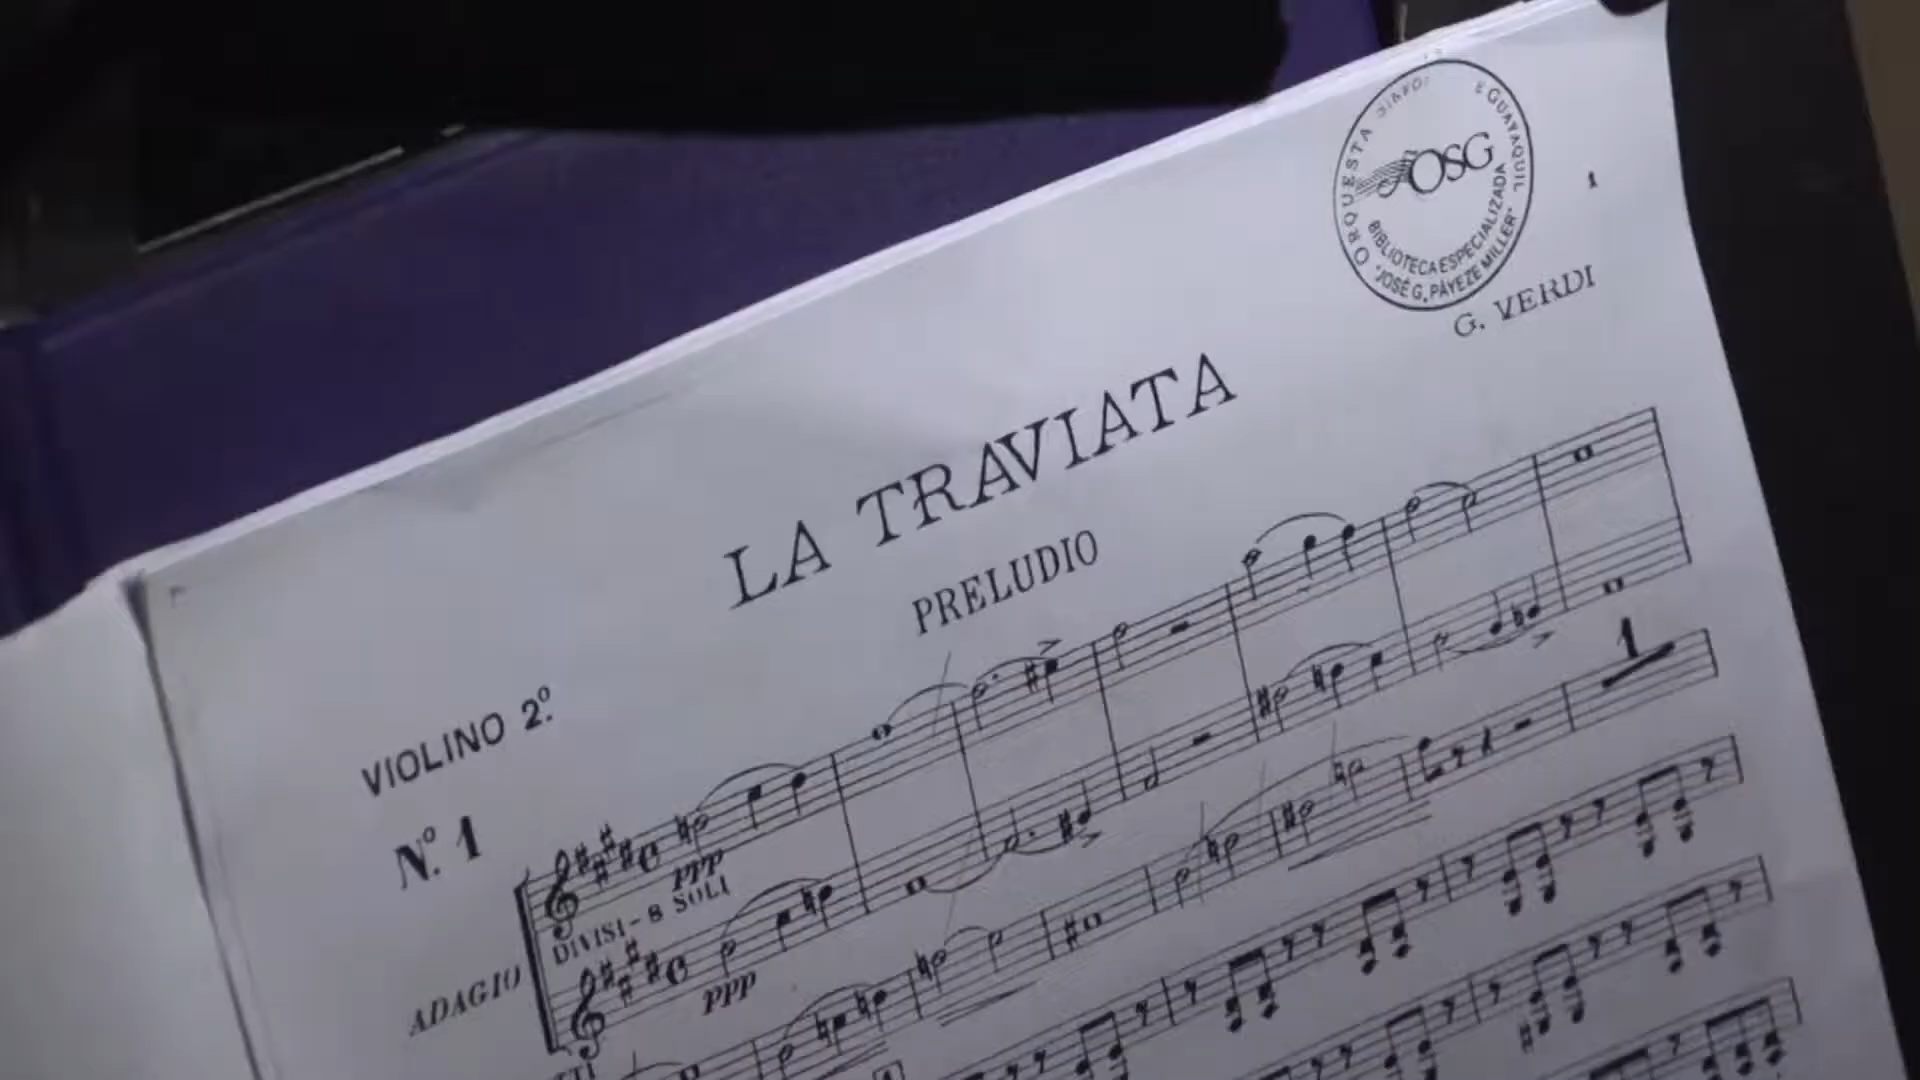 ORQUESTA SINFO E GUAYAQUIL
OSG
BIBLIOTECA ESPECIALIZADA
"JOSÉ G. PAYEZE MILLER"
1
G. VERDI
LA TRAVIATA
PRELUDIO
VIOLINO 2º.
Nº. 1
1
ppp
DIVISI - 8 SOLI
ADAGIO
ppp